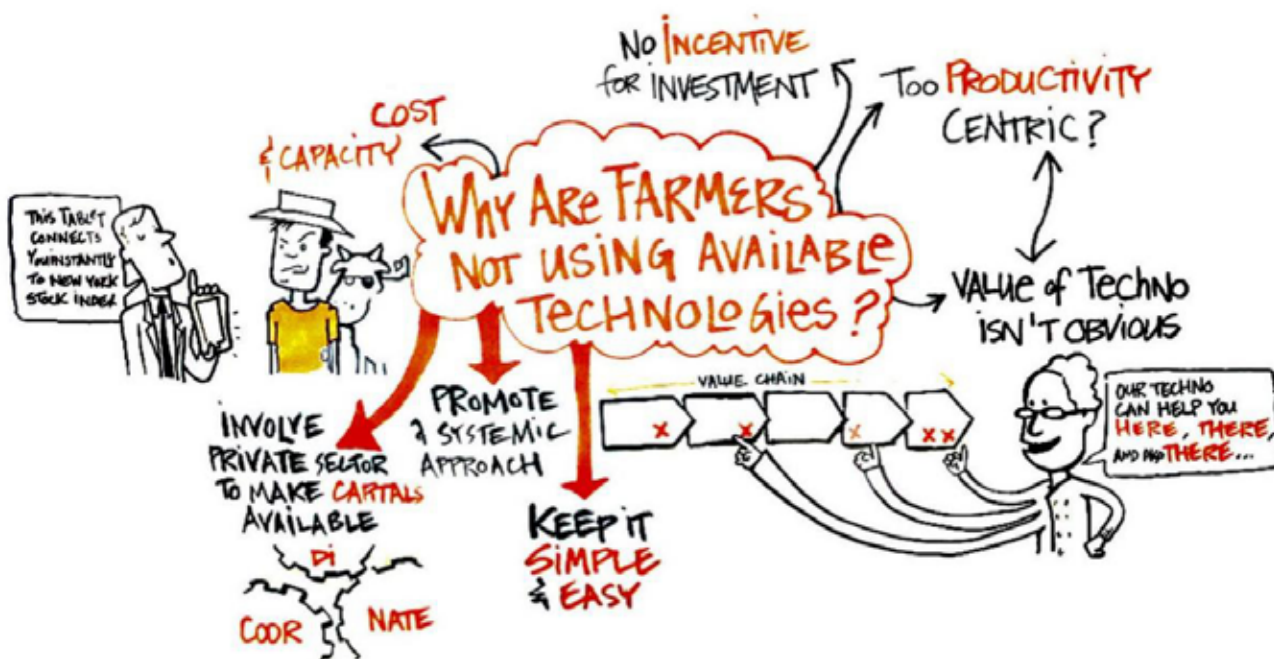 No INCENTIVE
for INVESTMENT
Too PRODUCTIVITY
CENTRIC?
COST
& CAPACITY
WHY ARE FARMERS
NOT USING AVAILABLE
TECHNOLOGIES?
THIS TABLET
CONNECTS
YOU INSTANTLY
TO NEW YORK
STOCK INDEX
VALUE of TECHNO
ISN'T OBVIOUS
VALUE CHAIN
OUR TECHNO
CAN HELP YOU
HERE, THERE,
AND ALSO THERE...
INVOLVE
PRIVATE SECTOR
TO MAKE CAPTALS
AVAILABLE
PROMOTE
a SYSTEMIC
APPROACH
KEEP IT
SIMPLE
& EASY
COOR
DI
NATE